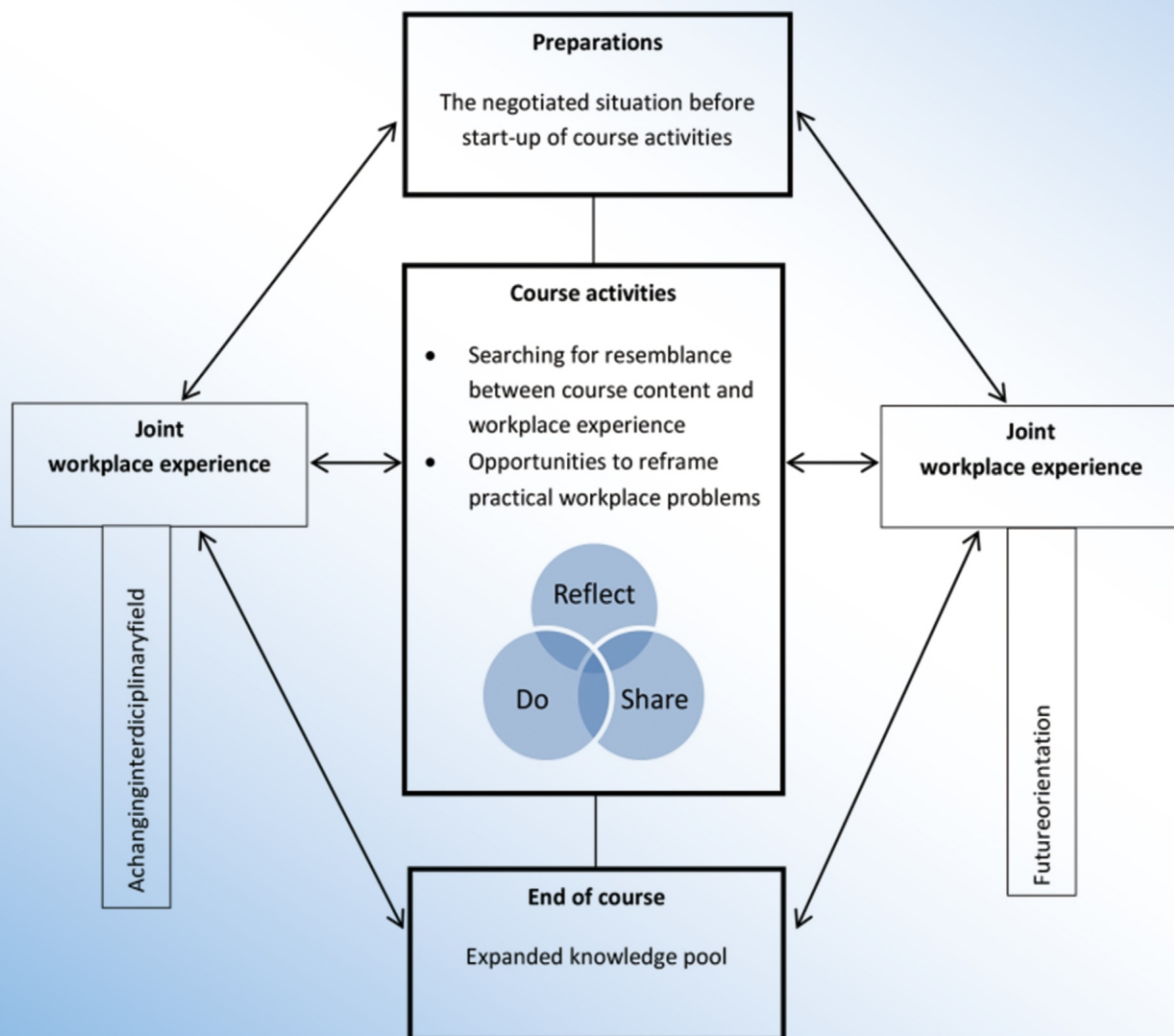 Preparations
The negotiated situation before
start-up of course activities
Course activities
• Searching for resemblance
between course content and
workplace experience
• Opportunities to reframe
practical workplace problems
Reflect
Do
Share
Joint
workplace experience
Achanginginterdiciplinaryfield
Joint
workplace experience
Futureorientation
End of course
Expanded knowledge pool